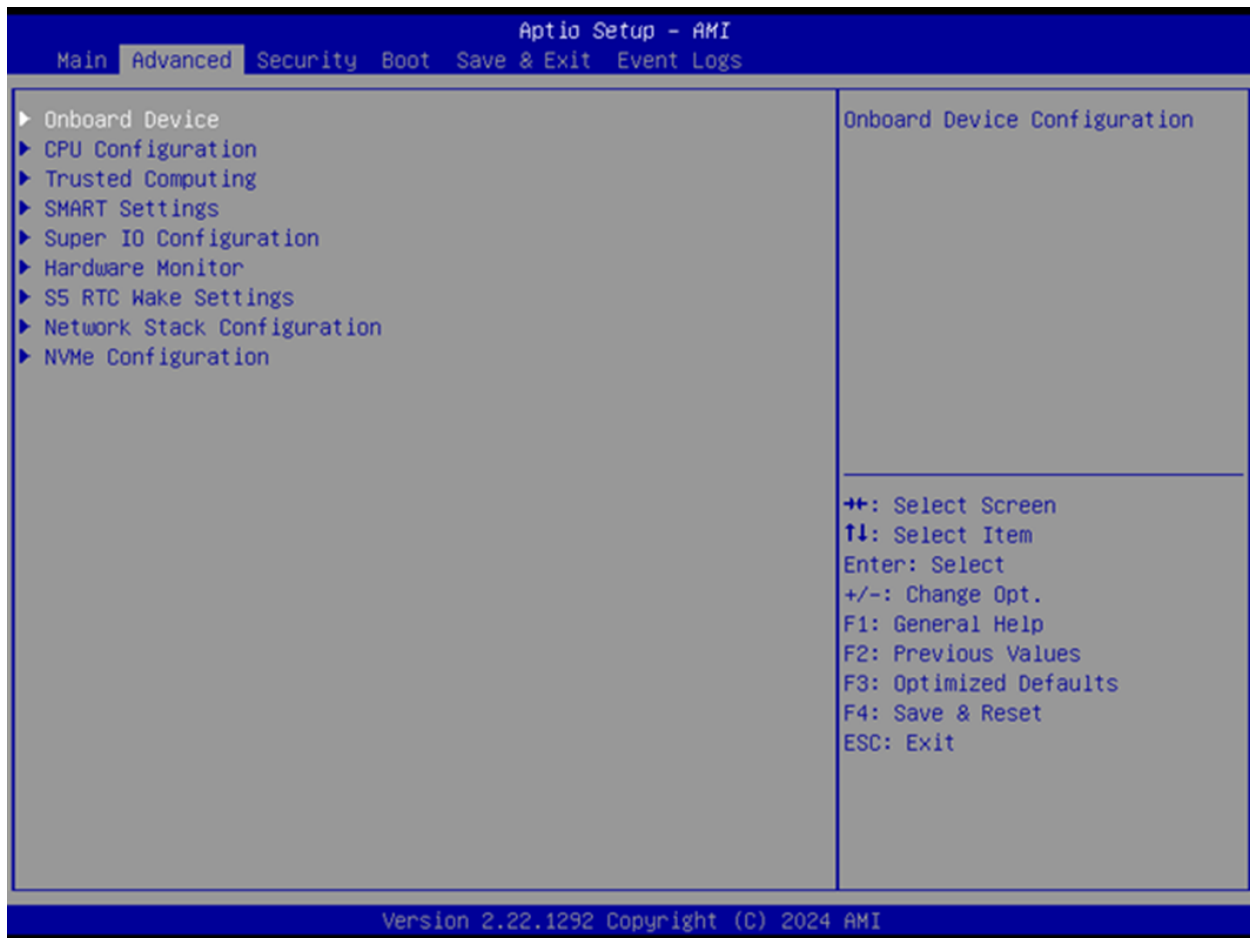 Aptio Setup - AMI
Main Advanced Security Boot Save & Exit Event Logs
▶ Onboard Device
▶ CPU Configuration
▶ Trusted Computing
▶ SMART Settings
▶ Super IO Configuration
▶ Hardware Monitor
▶ S5 RTC Wake Settings
▶ Network Stack Configuration
▶ NVMe Configuration
Onboard Device Configuration
→←: Select Screen
↑↓: Select Item
Enter: Select
+/-: Change Opt.
F1: General Help
F2: Previous Values
F3: Optimized Defaults
F4: Save & Reset
ESC: Exit
Version 2.22.1292 Copyright (C) 2024 AMI